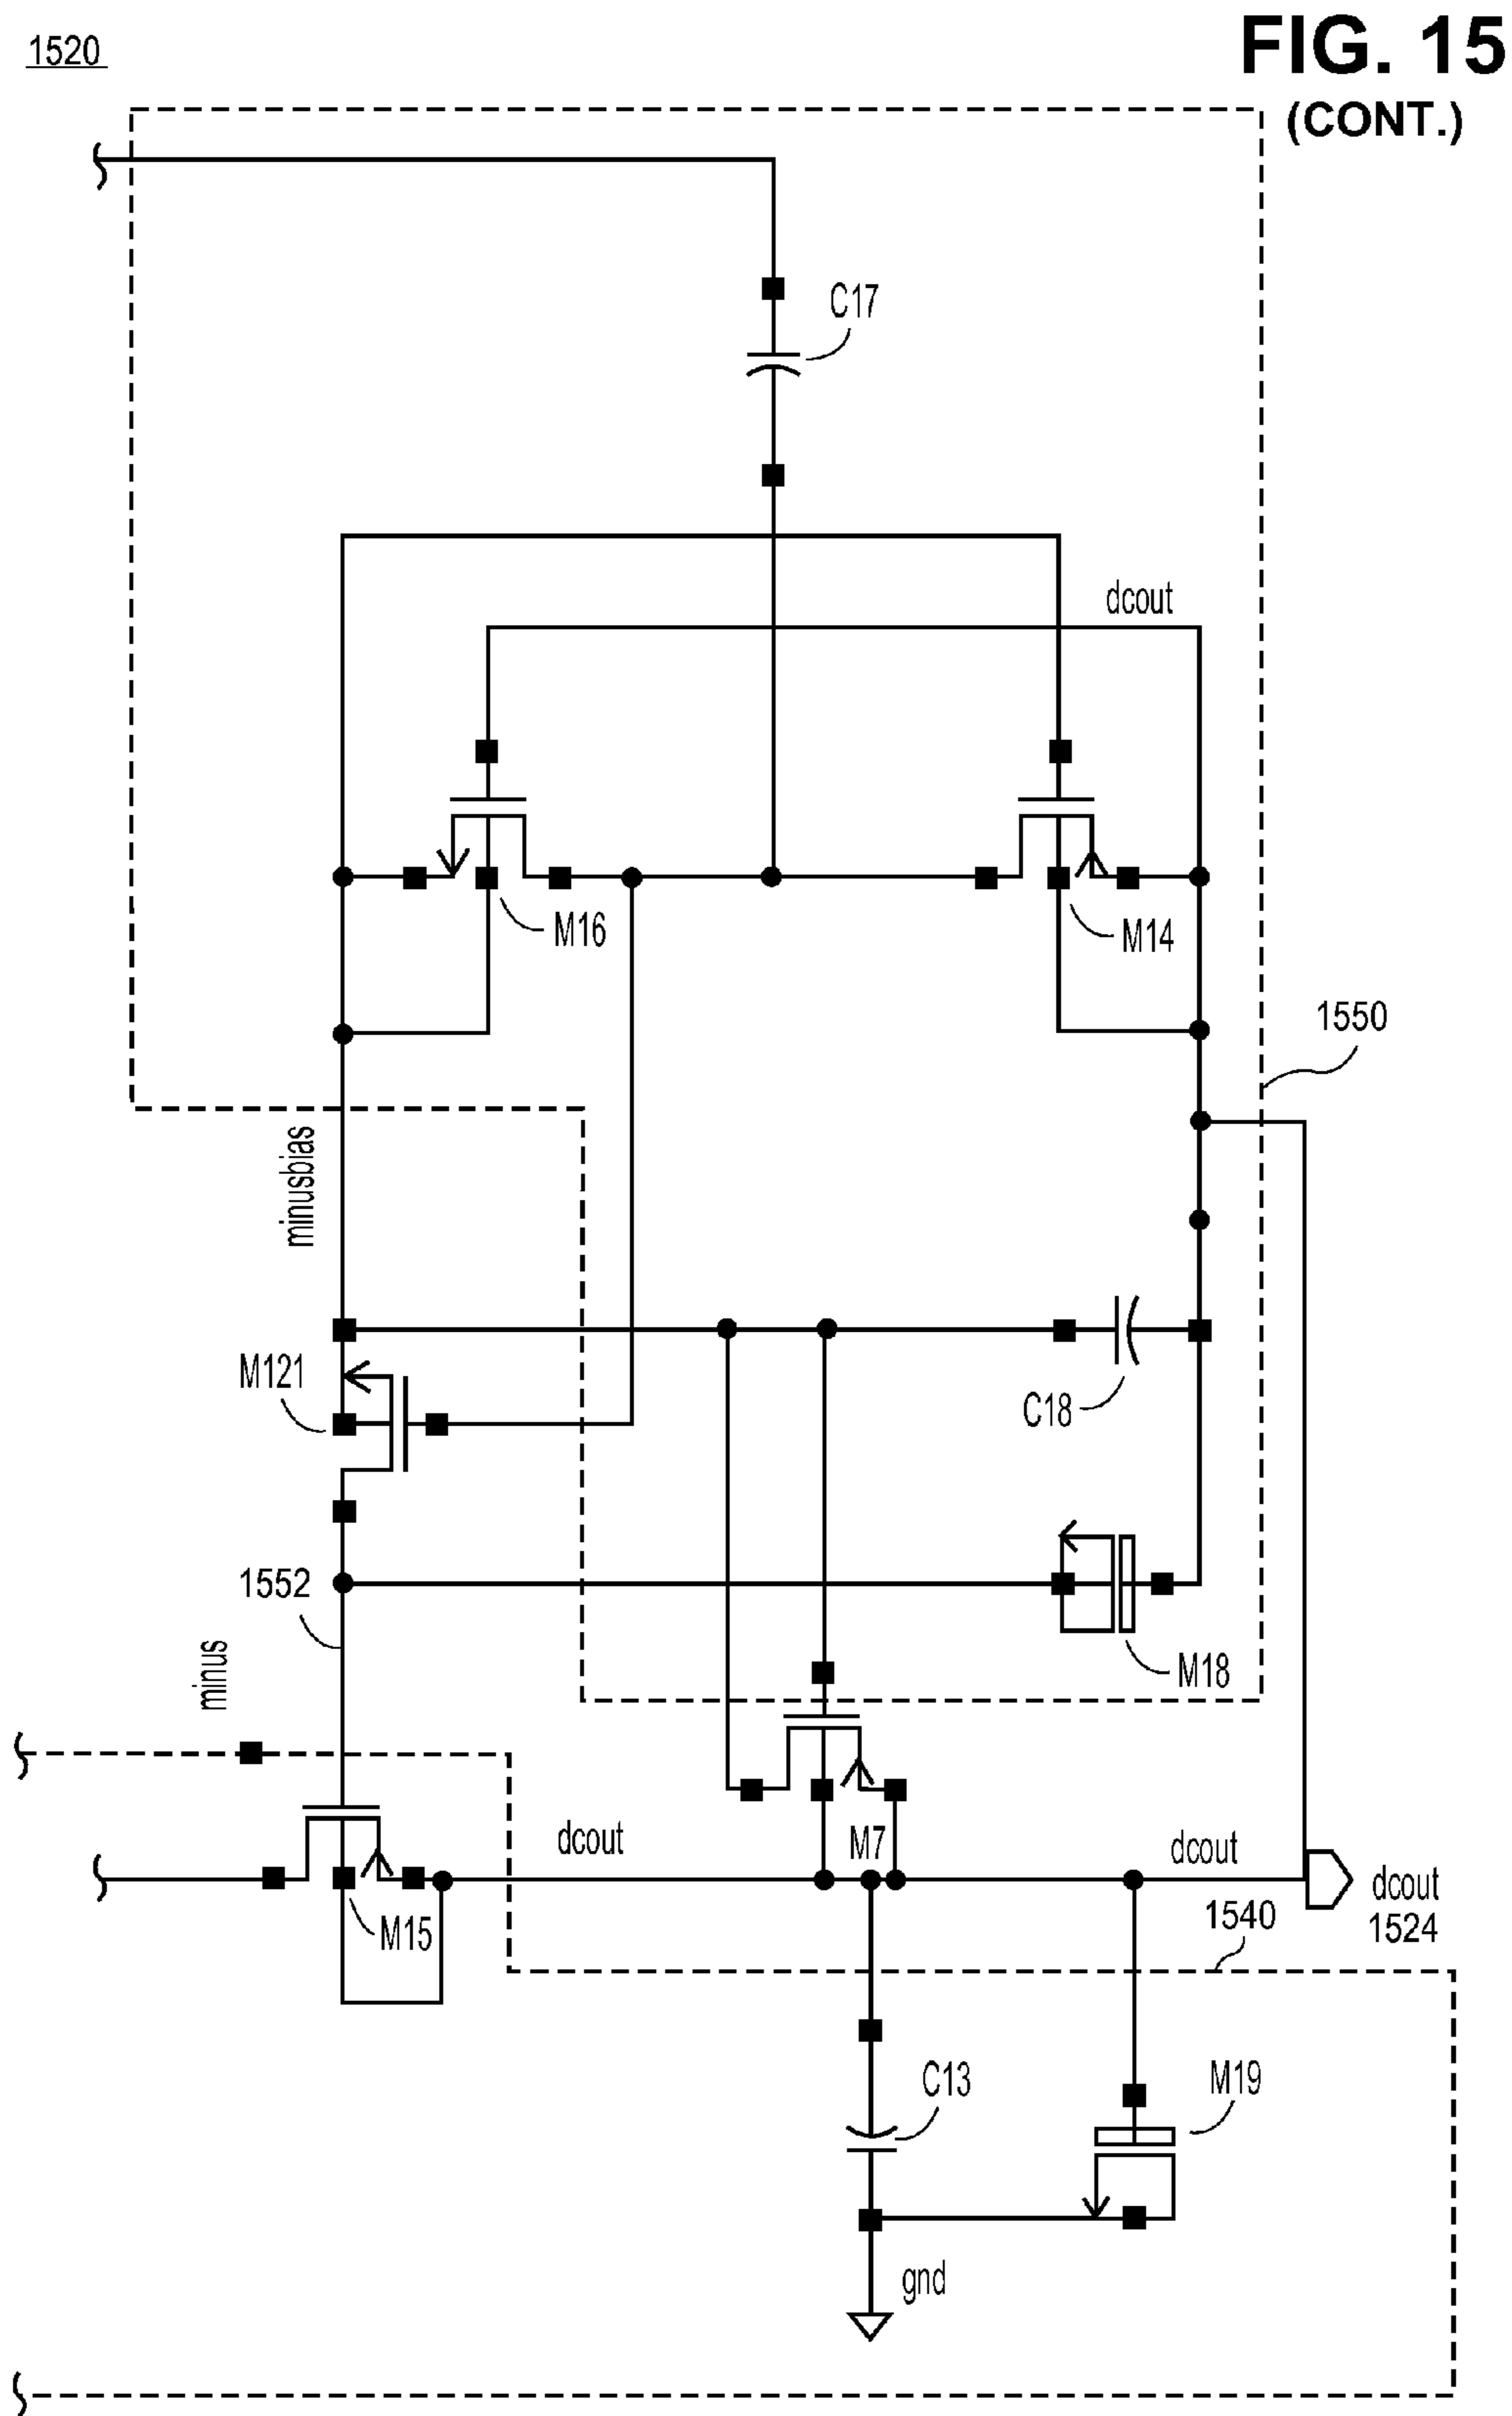 1520
FIG. 15
(CONT.)
C17
dcout
M16
M14
1550
minusbias
M121
C18
1552
M18
minus
dcout
M7
dcout
dcout
1524
M15
1540
C13
M19
gnd